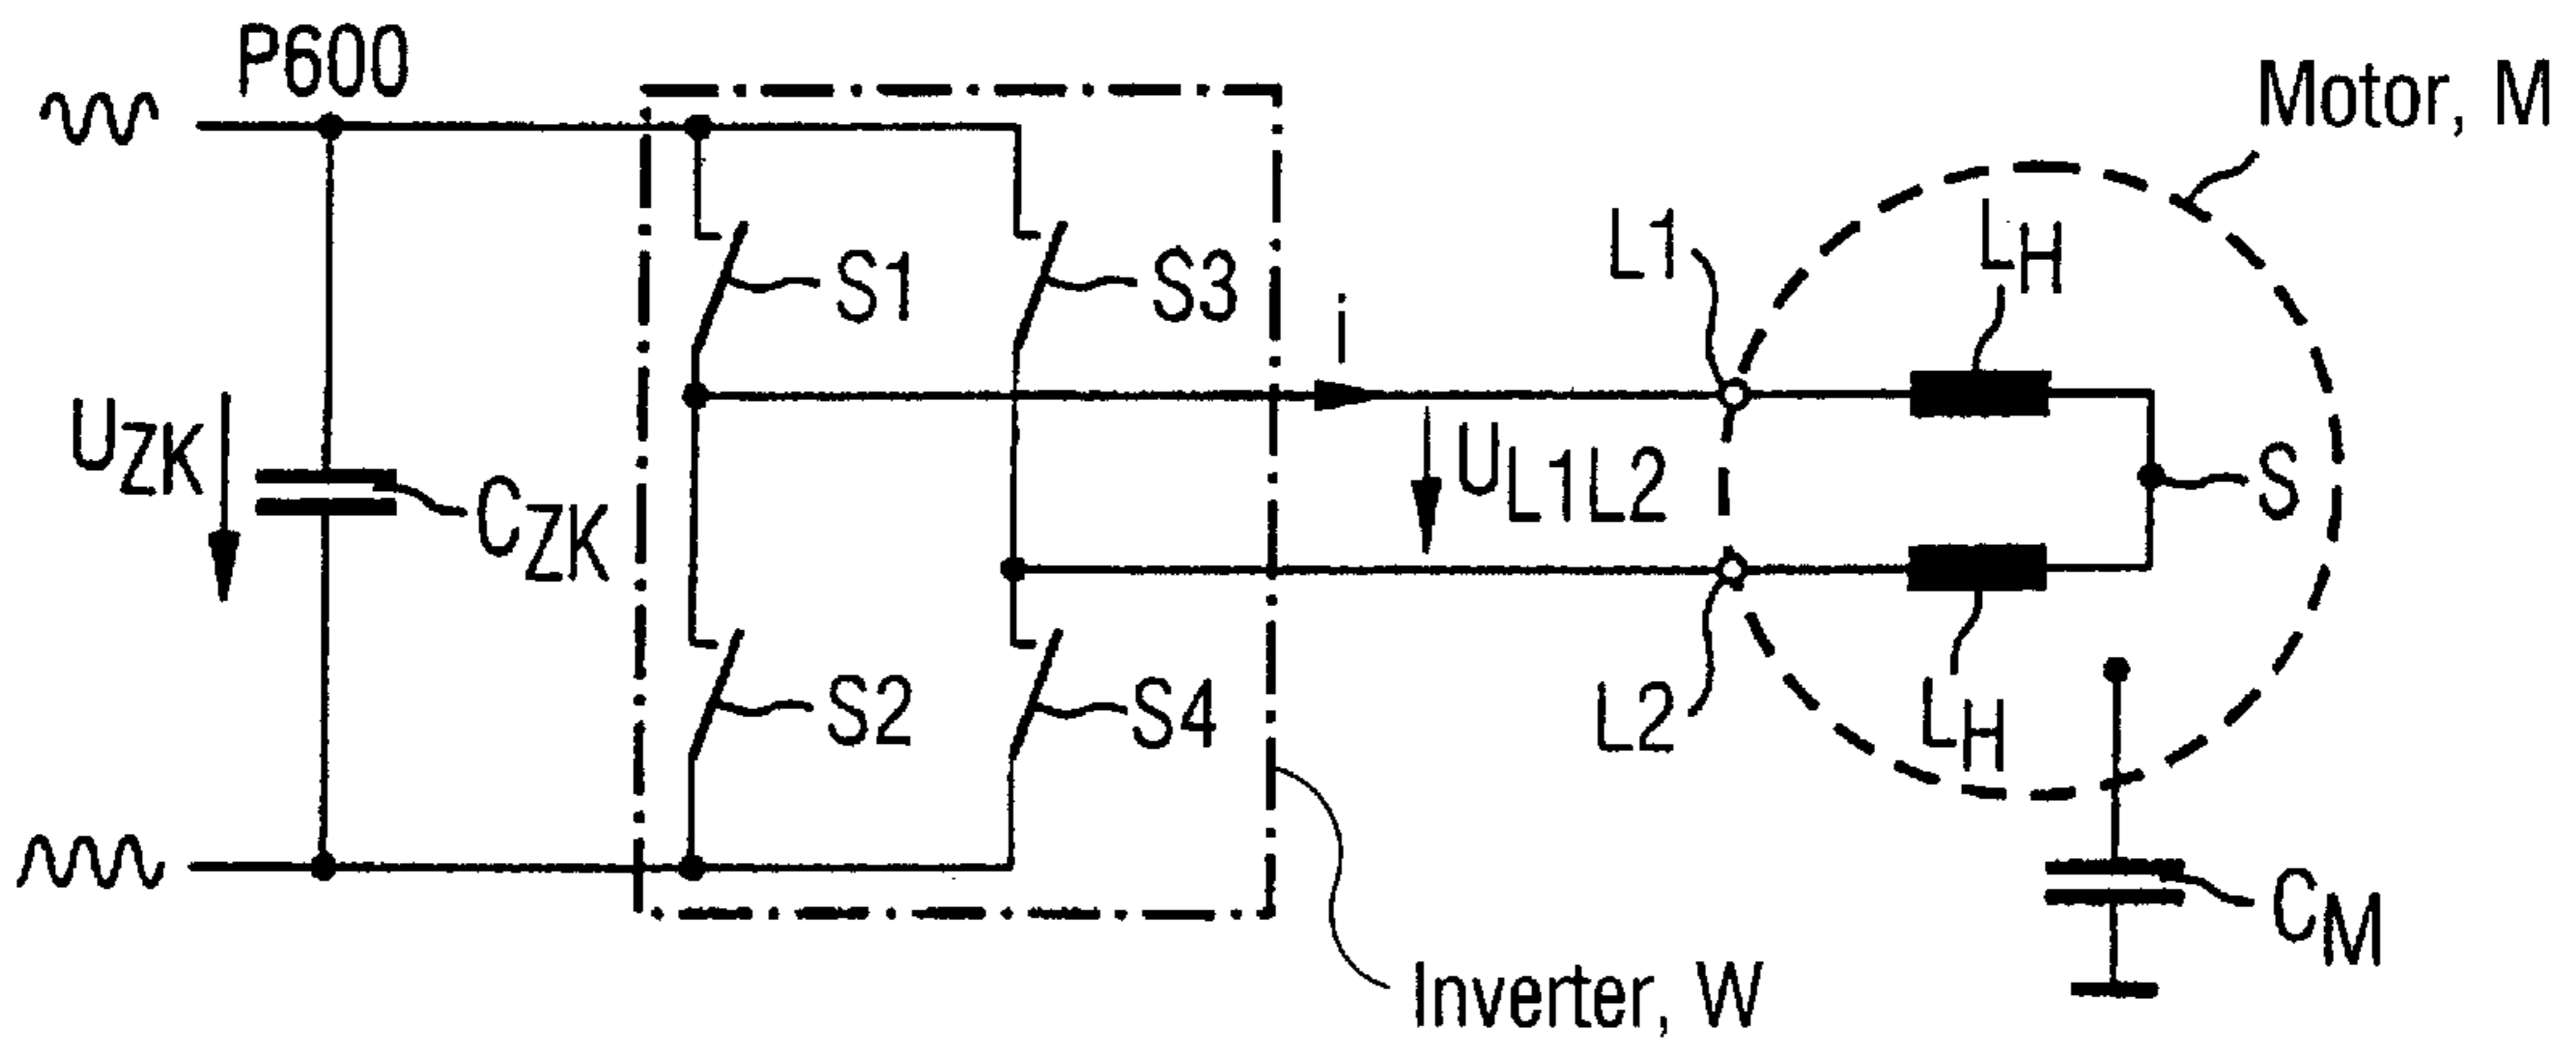 P600
Motor, M
L1
LH
S1
S3
i
UZK
CZK
UL1L2
S
S2
S4
L2
LH
CM
Inverter, W